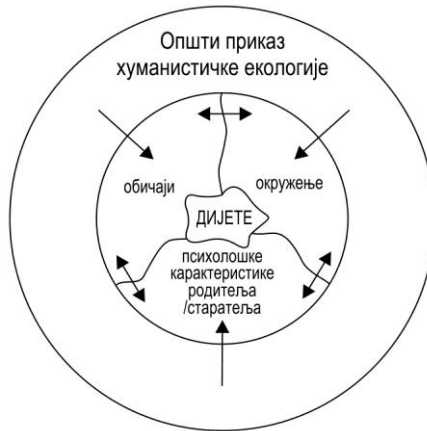 Општи приказ
хуманистичке екологије
обичаји
окружење
ДИЈЕТЕ
психолошке
карактеристике
родитеља
/старатеља